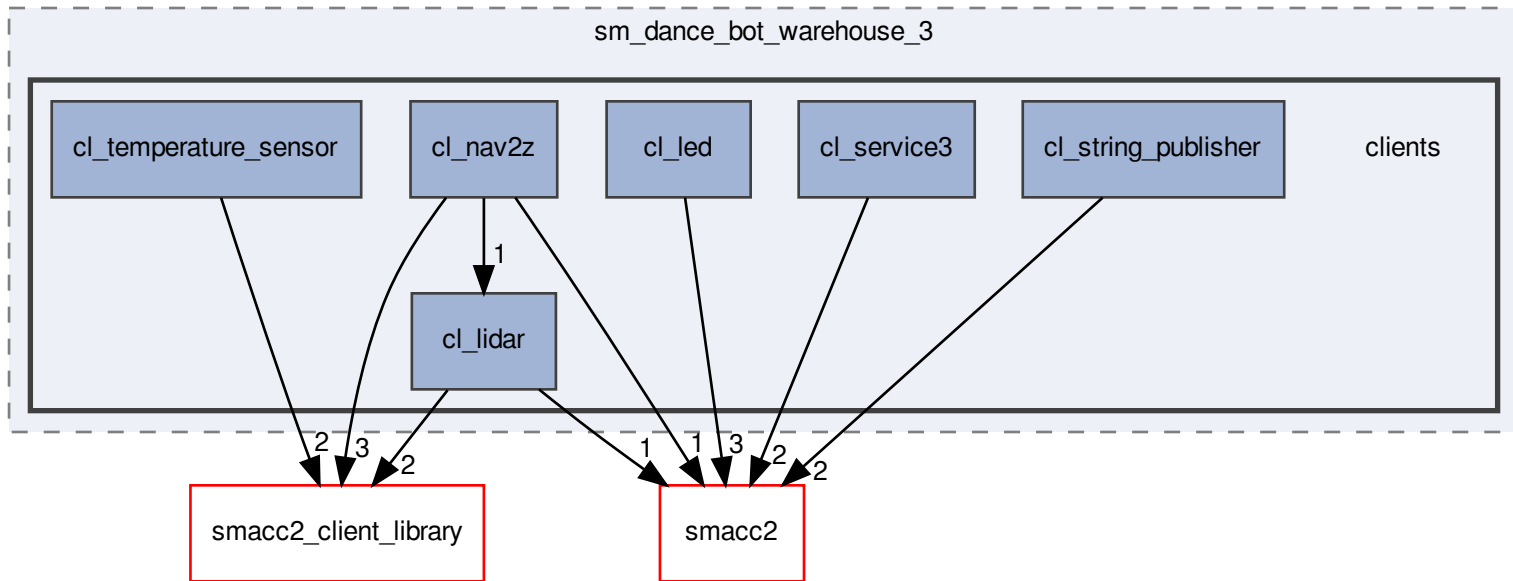 sm_dance_bot_warehouse_3
cl_temperature_sensor
cl_nav2z
cl_led
cl_service3
cl_string_publisher
clients
1
cl_lidar
2
3
2
1
1
3
2
2
smacc2_client_library
smacc2